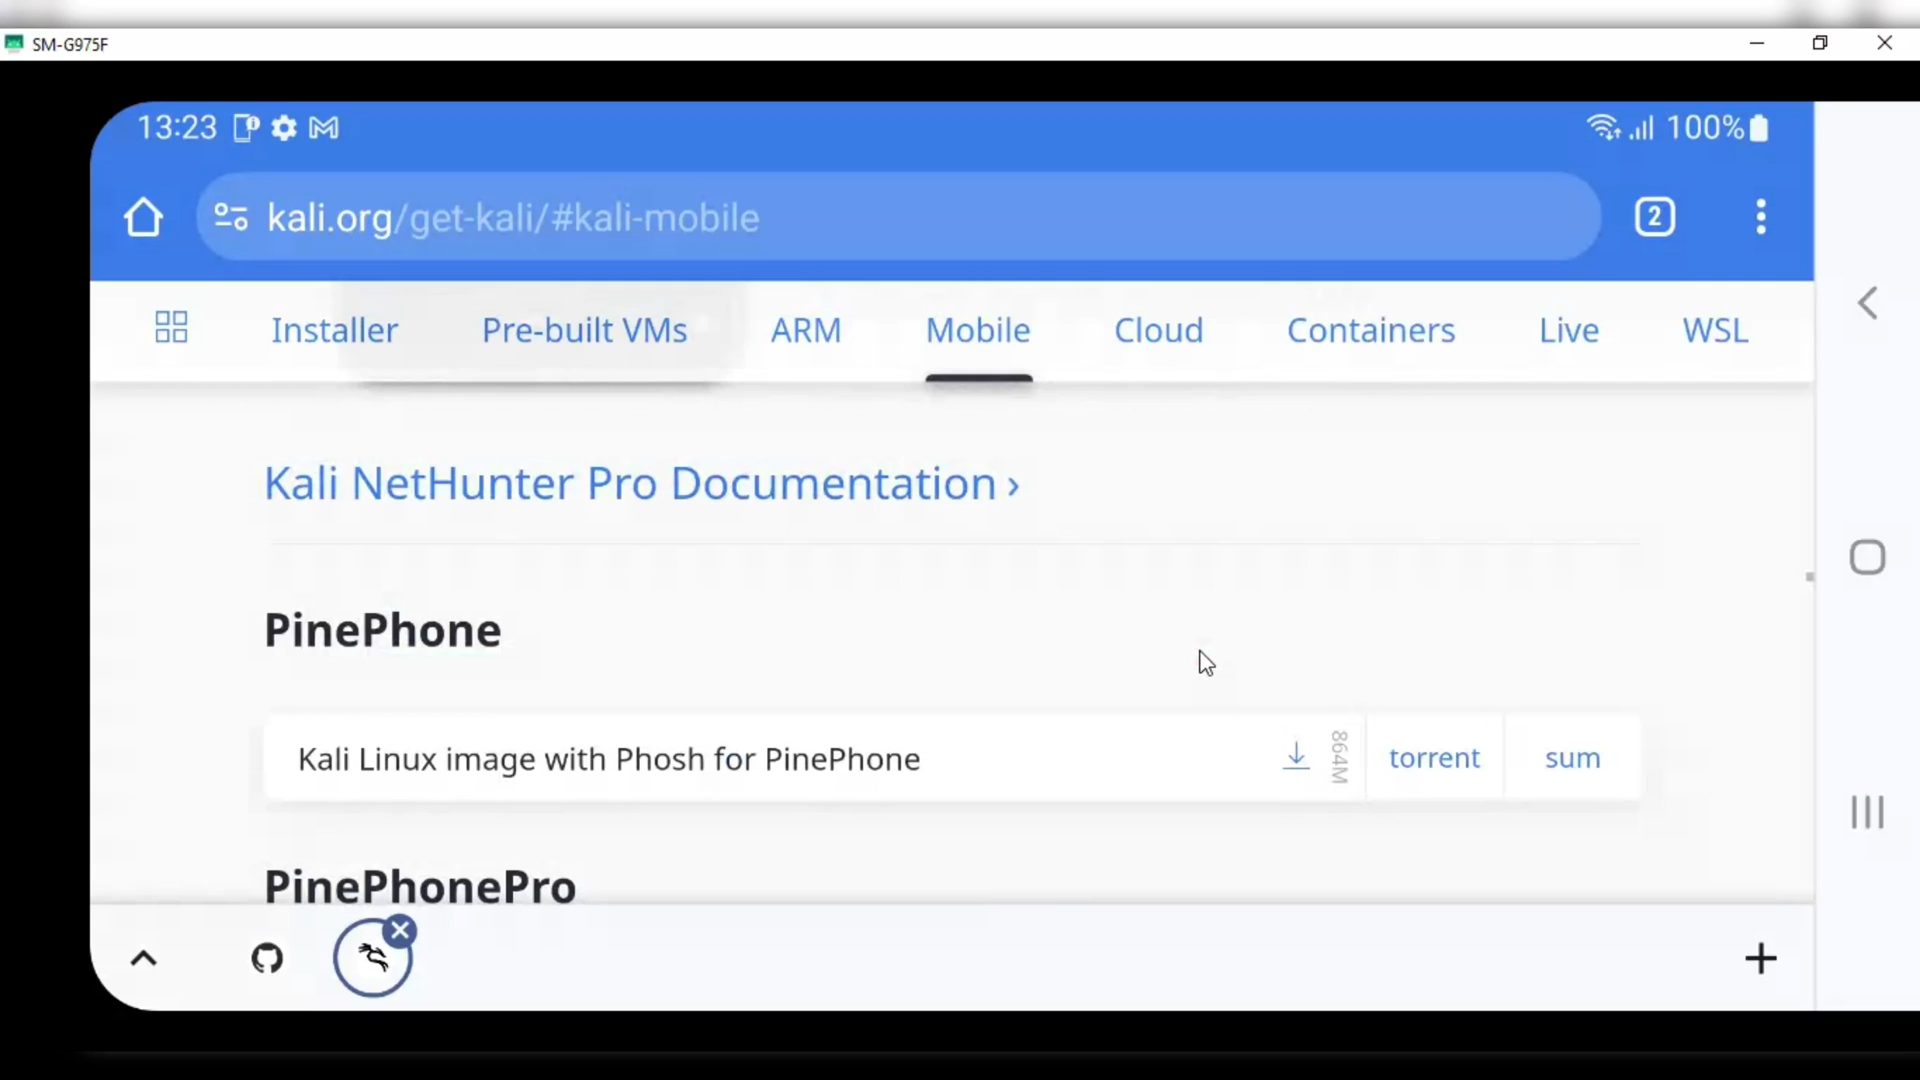 SM-G975F
13:23
100%
kali.org/get-kali/#kali-mobile
2
Installer
Pre-built VMs
ARM
Mobile
Cloud
Containers
Live
WSL
Kali NetHunter Pro Documentation ›
PinePhone
Kali Linux image with Phosh for PinePhone
864M
torrent
sum
PinePhonePro